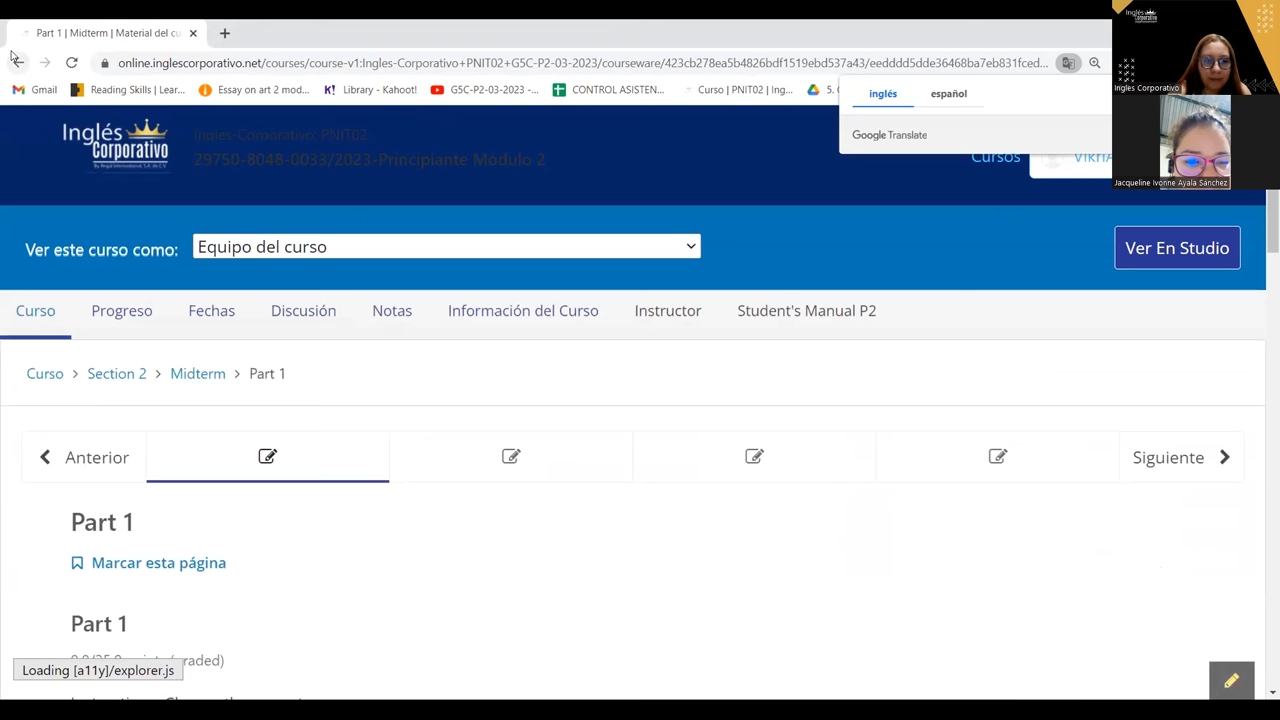 Part 1 | Midterm | Material del cu
online.inglescorporativo.net/courses/course-v1:Ingles-Corporativo+PNIT02+G5C-P2-03-2023/courseware/423cb278ea5b4826bdf1519ebd537a43/eedddd5dde36468ba7eb831fced...
Gmail
Reading Skills | Lear...
Essay on art 2 mod...
Library - Kahoot!
G5C-P2-03-2023 -...
CONTROL ASISTEN...
Curso | PNIT02 | Ing...
5. C
inglés
español
Google Translate
Inglés Corporativo
Ingles Corporativo
Jacqueline Ivonne Ayala Sánchez
Inglés
Corporativo
Ingles-Corporativo: PNIT02
29750-8048-0033/2023-Principiante Módulo 2
Cursos
Ver este curso como:
Equipo del curso
Ver En Studio
Curso
Progreso
Fechas
Discusión
Notas
Información del Curso
Instructor
Student's Manual P2
Curso > Section 2 > Midterm > Part 1
Anterior
Siguiente
Part 1
Marcar esta página
Part 1
Loading [a11y]/explorer.js